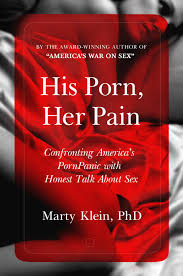 BY THE AWARD-WINNING AUTHOR OF
"AMERICA'S WAR ON SEX"
His Porn,
Her Pain
Confronting America's
PornPanic with
Honest Talk About Sex
Marty Klein, PhD